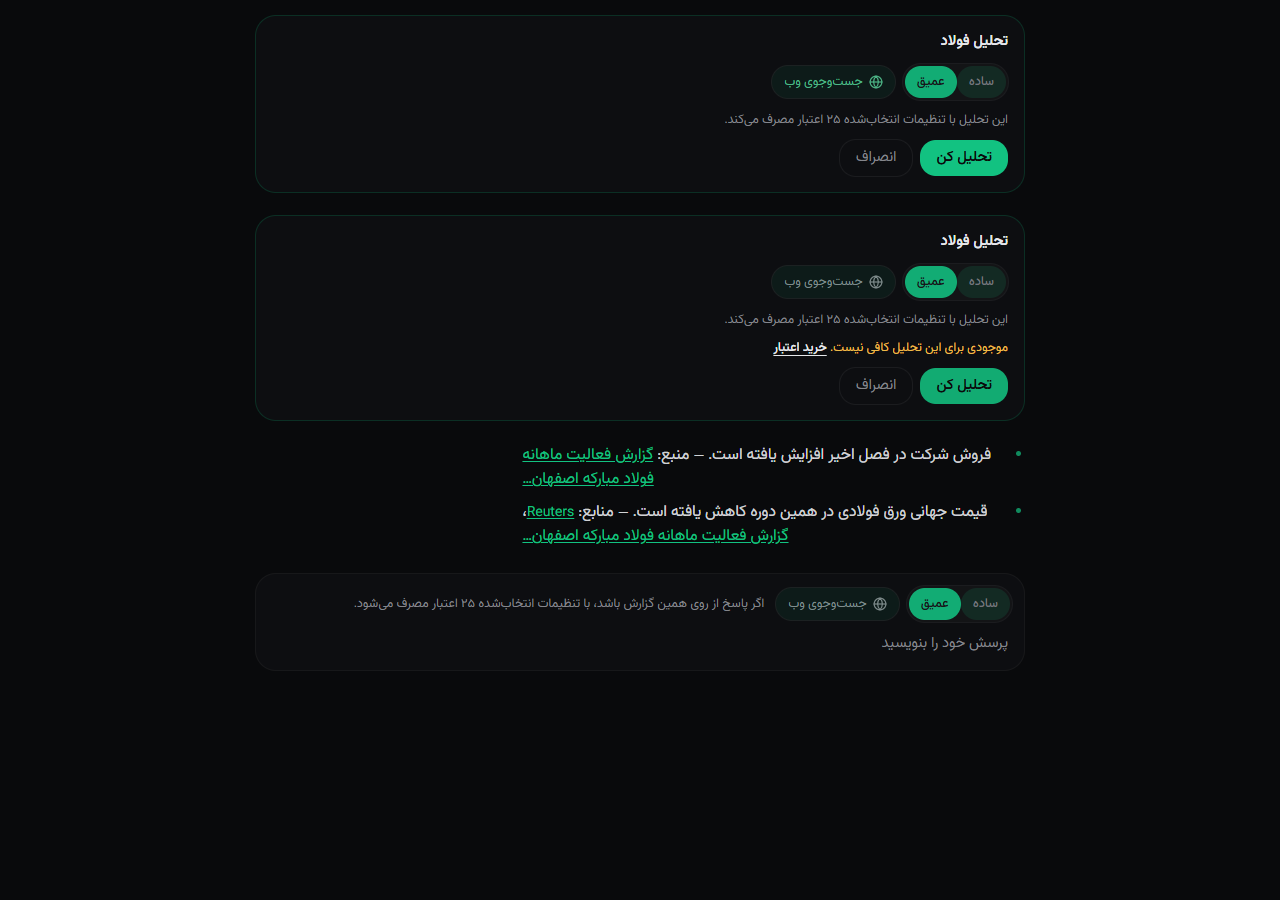 تحلیل فولاد
ساده عمیق جست‌وجوی وب
این تحلیل با تنظیمات انتخاب‌شده ۲۵ اعتبار مصرف می‌کند.
تحلیل کن انصراف
تحلیل فولاد
ساده عمیق جست‌وجوی وب
این تحلیل با تنظیمات انتخاب‌شده ۲۵ اعتبار مصرف می‌کند.
موجودی برای این تحلیل کافی نیست. خرید اعتبار
تحلیل کن انصراف
• فروش شرکت در فصل اخیر افزایش یافته است. — منبع: گزارش فعالیت ماهانه
فولاد مبارکه اصفهان…
• قیمت جهانی ورق فولادی در همین دوره کاهش یافته است. — منابع: Reuters،
گزارش فعالیت ماهانه فولاد مبارکه اصفهان…
ساده عمیق جست‌وجوی وب اگر پاسخ از روی همین گزارش باشد، با تنظیمات انتخاب‌شده ۲۵ اعتبار مصرف می‌شود.
پرسش خود را بنویسید